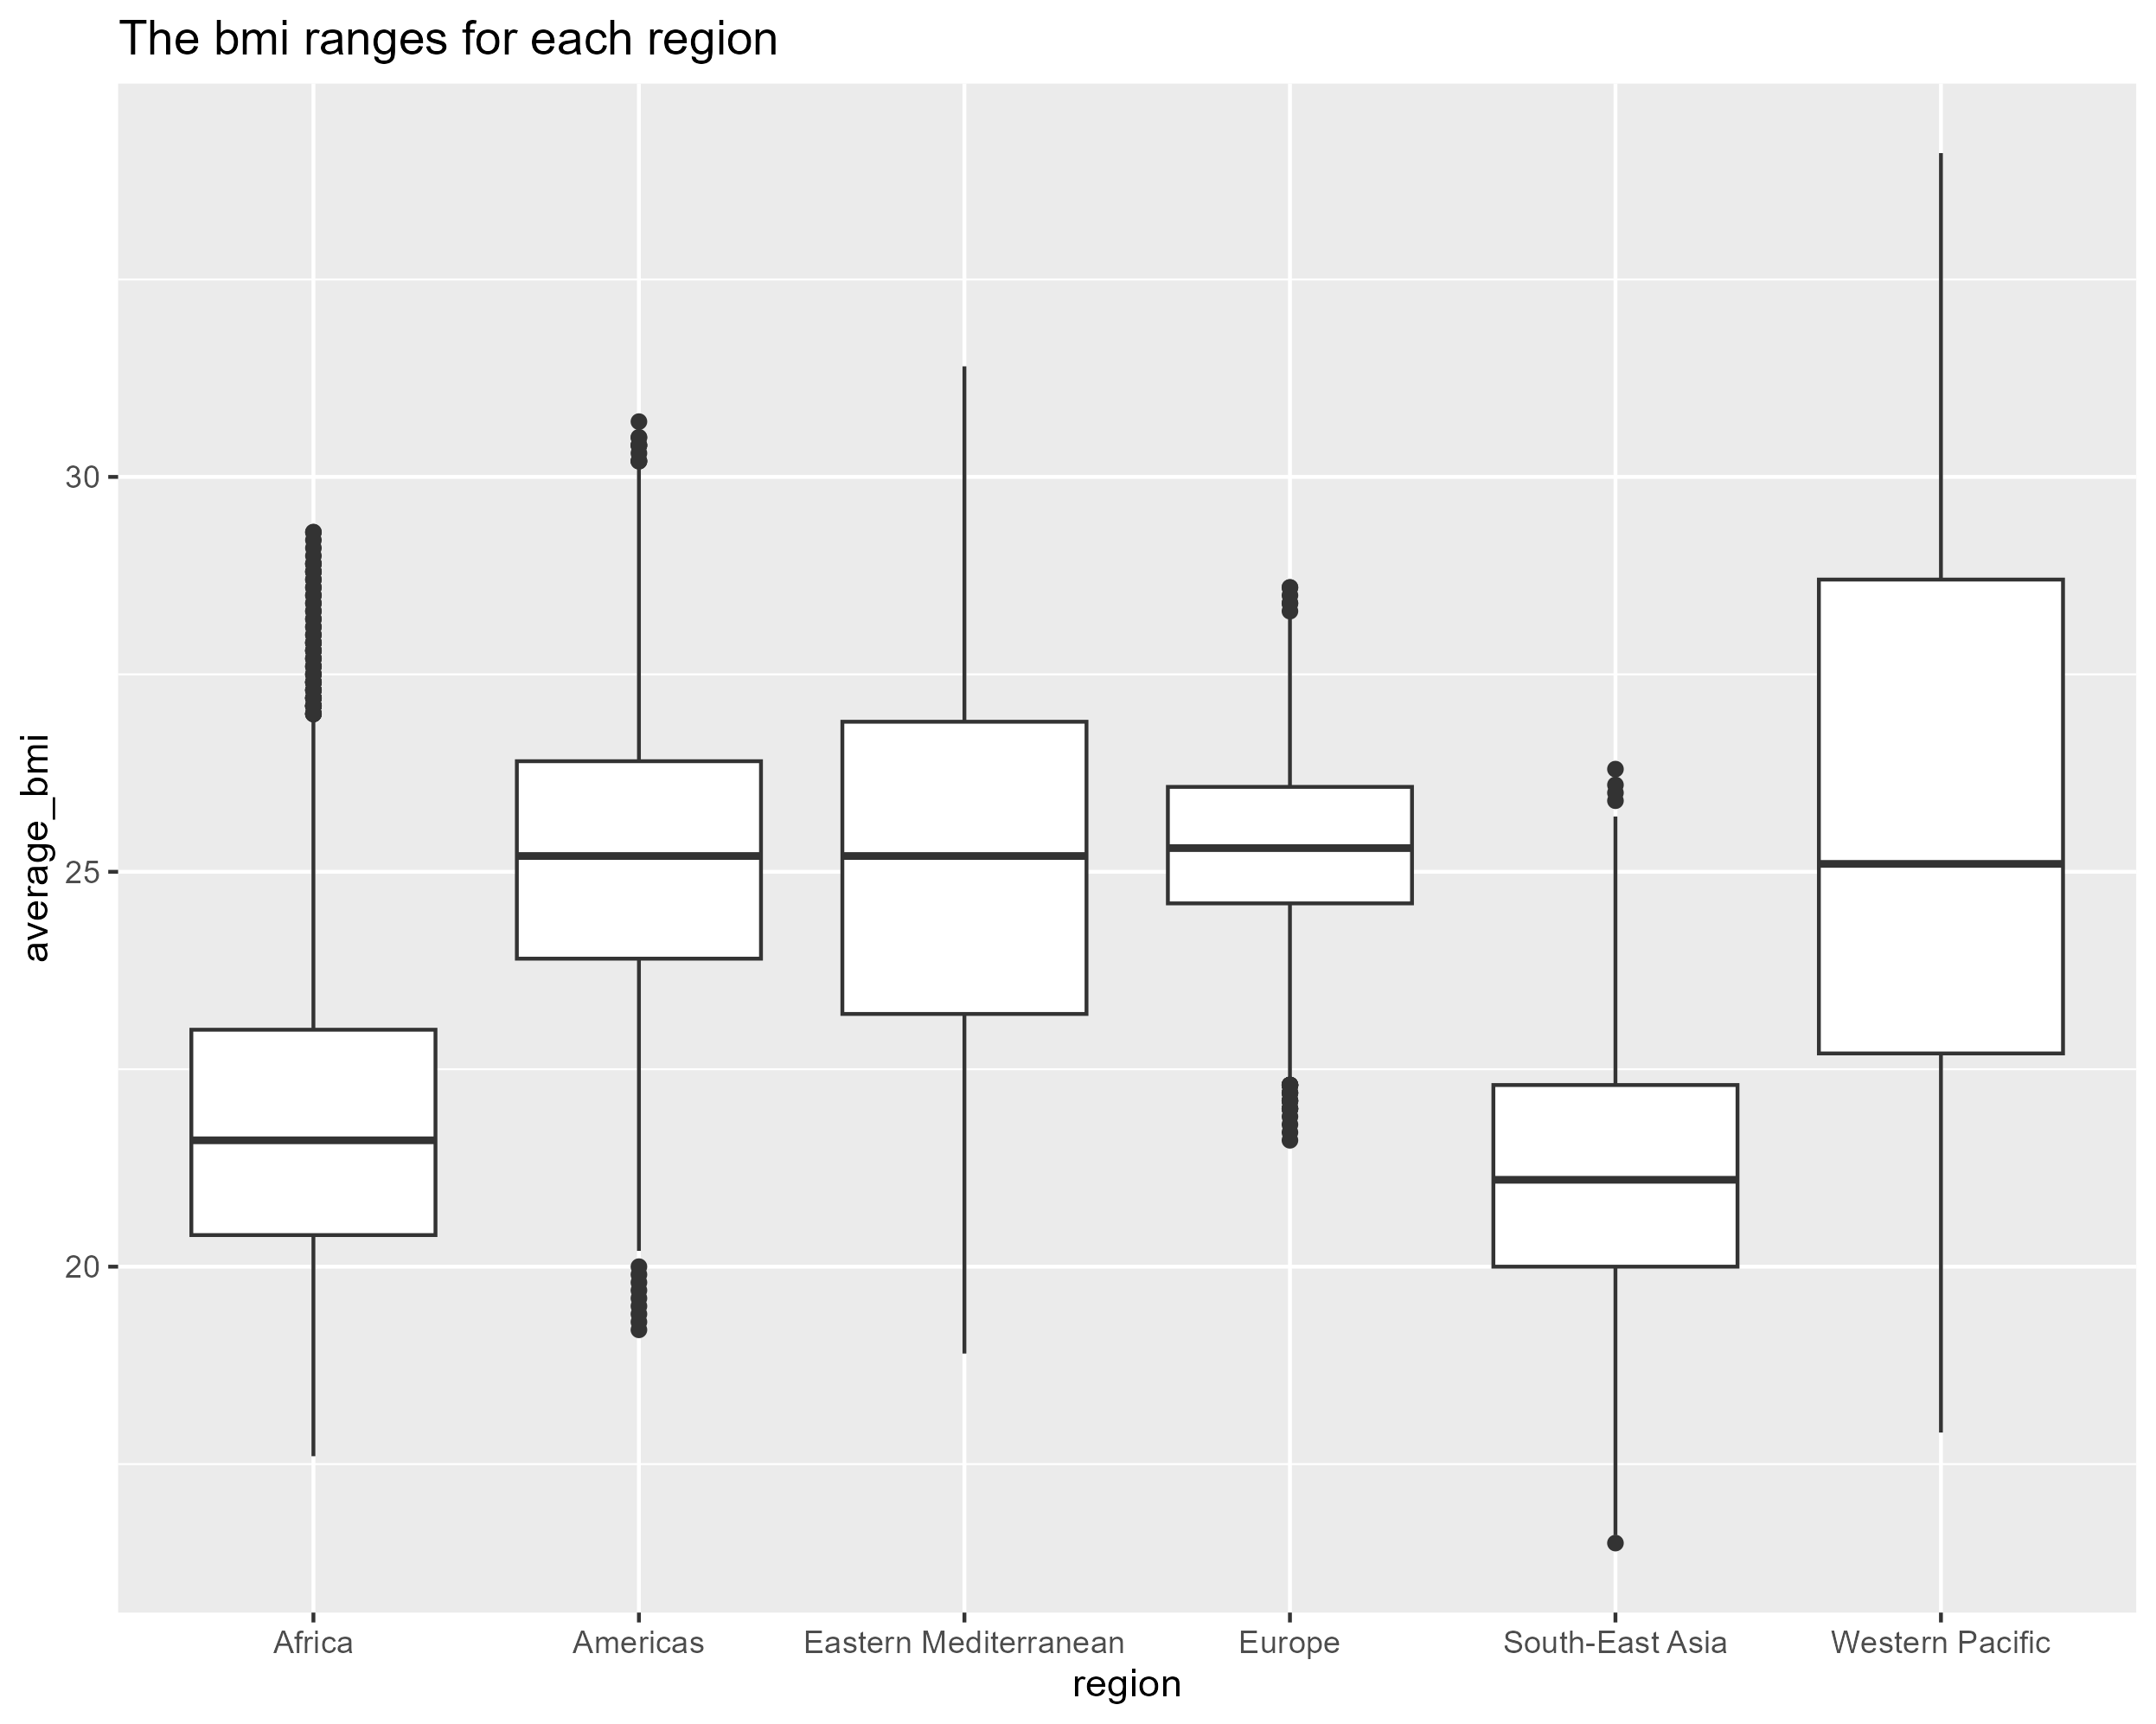 The bmi ranges for each region
average_bmi
30
25
20
Africa
Americas
Eastern Mediterranean
Europe
South-East Asia
Western Pacific
region